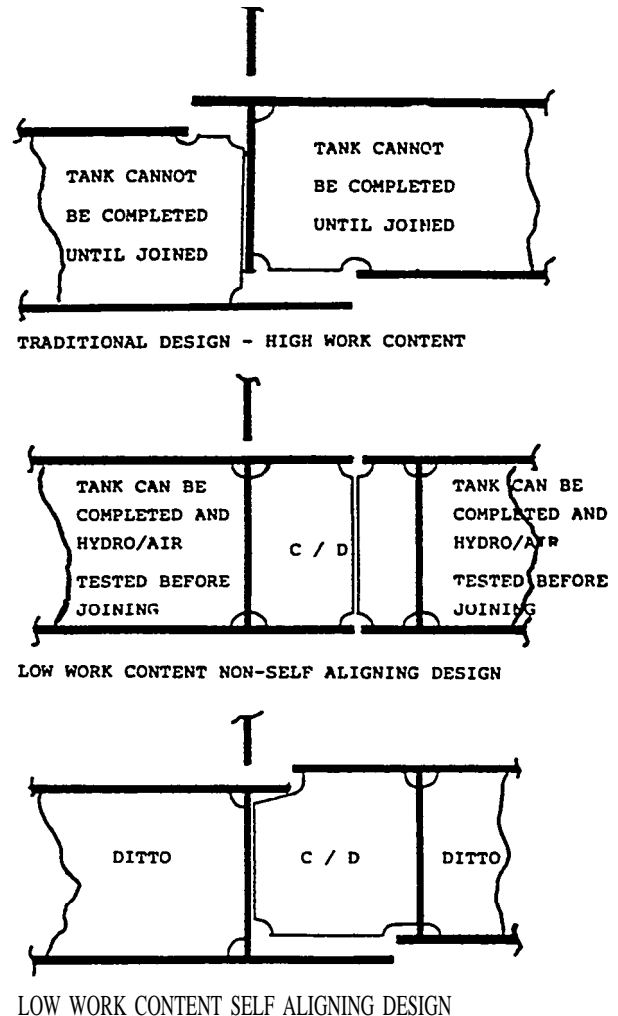 TANK CANNOT
BE COMPLETED
UNTIL JOINED
TANK CANNOT
BE COMPLETED
UNTIL JOINED
TRADITIONAL DESIGN - HIGH WORK CONTENT
TANK CAN BE
COMPLETED AND
HYDRO/AIR
TESTED BEFORE
JOINING
C / D
TANK CAN BE
COMPLETED AND
HYDRO/AIR
TESTED BEFORE
JOINING
LOW WORK CONTENT NON-SELF ALIGNING DESIGN
DITTO
C / D
DITTO
LOW WORK CONTENT SELF ALIGNING DESIGN